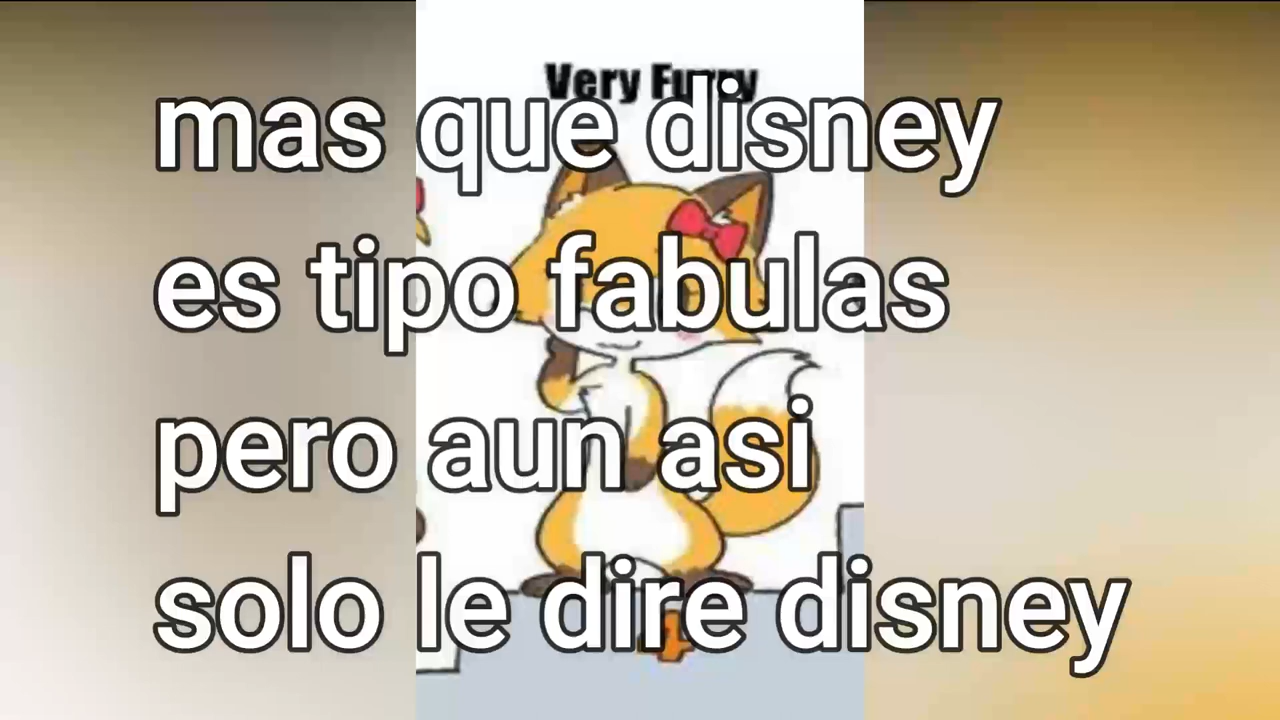 Very Furry
mas que disney
es tipo fabulas
pero aun asi
solo le dire disney